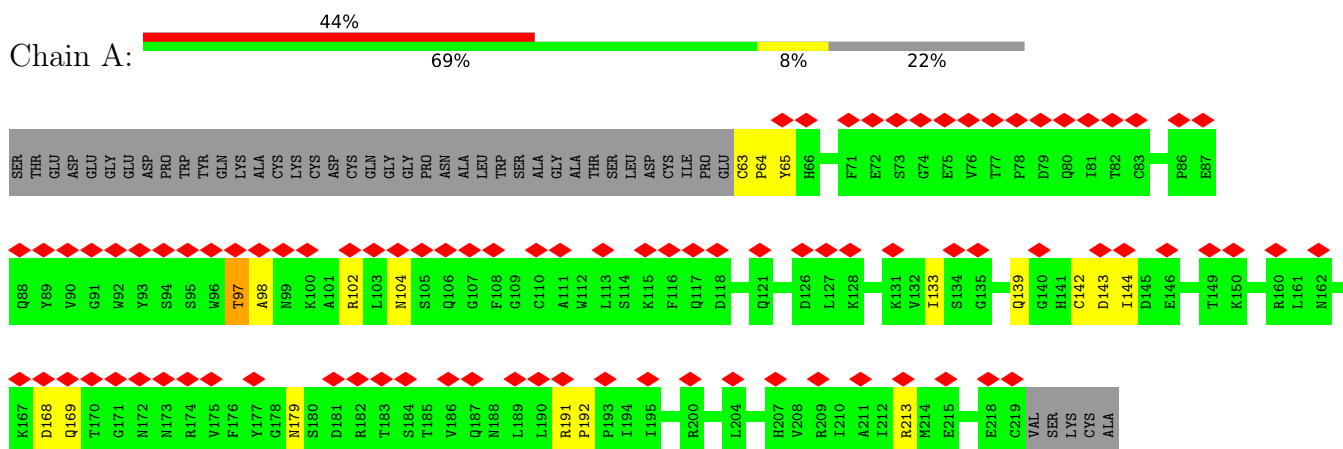 Chain A:
44%
69% 8% 22%
SER THR GLU ASP GLU GLY GLU ASP PRO TRP TYR GLN LYS ALA CYS LYS CYS ASP CYS GLN GLY GLY PRO ASN ALA LEU TRP SER ALA GLY ALA THR SER LEU ASP CYS ILE PRO GLU C63 P64 Y65 H66 F71 E72 S73 G74 E75 V76 T77 P78 D79 Q80 I81 T82 C83 P86 E87
Q88 Y89 V90 G91 W92 Y93 S94 S95 W96 T97 A98 N99 K100 A101 R102 L103 N104 S105 Q106 G107 F108 G109 C110 A111 W112 L113 S114 K115 F116 Q117 D118 Q121 D126 L127 K128 K131 V132 I133 S134 G135 Q139 G140 H141 C142 D143 I144 D145 E146 T149 K150 R160 L161 N162
K167 D168 Q169 T170 G171 N172 N173 R174 V175 F176 Y177 G178 N179 S180 D181 R182 T183 S184 T185 V186 Q187 N188 L189 L190 R191 P192 P193 I194 I195 R200 L204 H207 V208 R209 I210 A211 I212 R213 M214 E215 E218 C219 VAL SER LYS CYS ALA